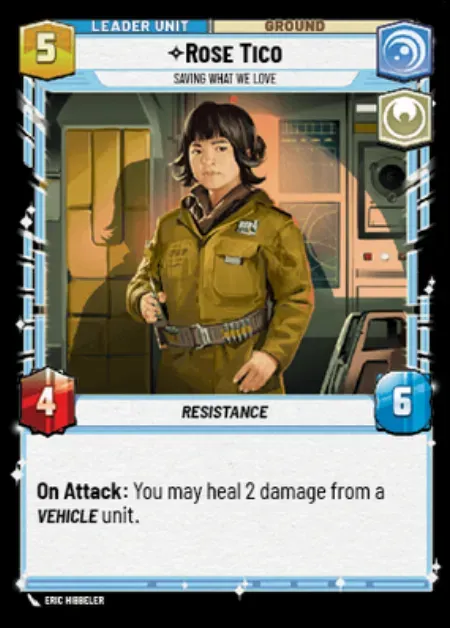 LEADER UNIT
GROUND
5
ROSE TICO
SAVING WHAT WE LOVE
4
RESISTANCE
6
On Attack: You may heal 2 damage from a
VEHICLE unit.
ERIC HIBBELER